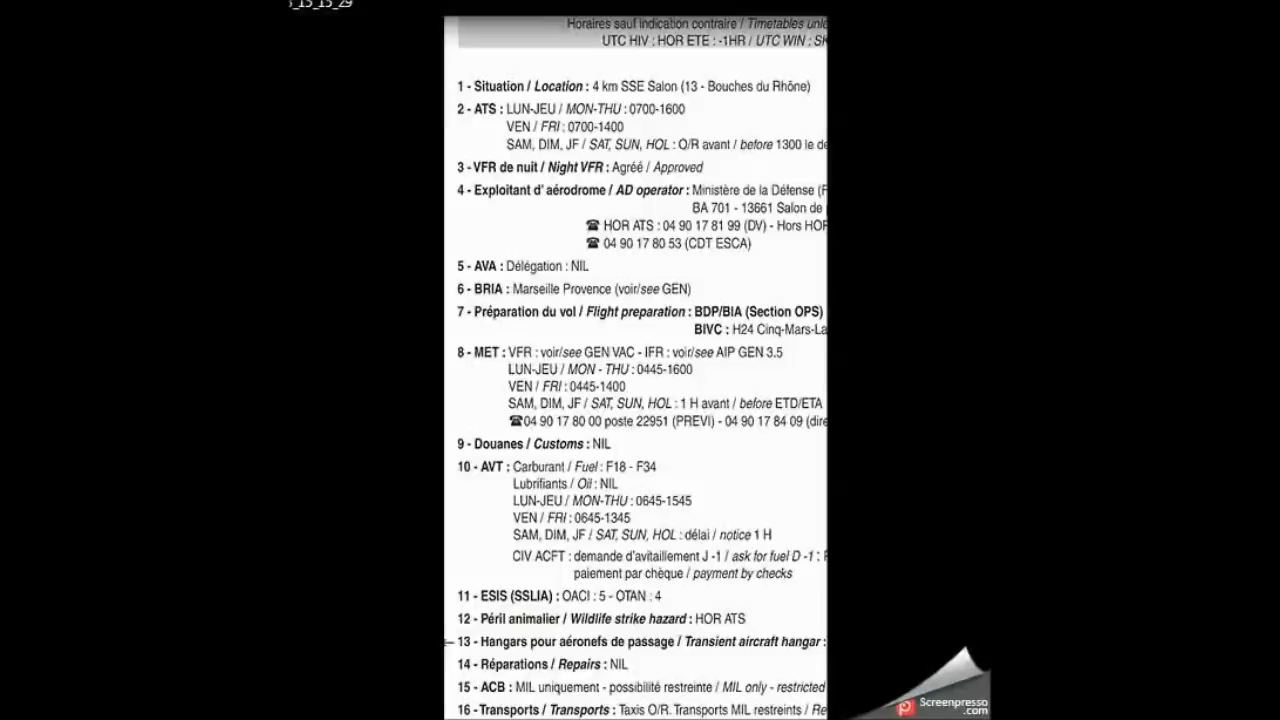 _15_15_29
Horaires sauf indication contraire / Timetables unle
UTC HIV ; HOR ETE : -1HR / UTC WIN ;
1 - Situation / Location : 4 km SSE Salon (13 - Bouches du Rhône)
2 - ATS : LUN-JEU / MON-THU : 0700-1600
VEN / FRI : 0700-1400
SAM, DIM, JF / SAT, SUN, HOL : O/R avant / before 1300 le de
3 - VFR de nuit / Night VFR : Agréé / Approved
4 - Exploitant d' aérodrome / AD operator : Ministère de la Défense (F
BA 701 - 13661 Salon de
☎ HOR ATS : 04 90 17 81 99 (DV) - Hors HOR
☎ 04 90 17 80 53 (CDT ESCA)
5 - AVA : Délégation : NIL
6 - BRIA : Marseille Provence (voir/see GEN)
7 - Préparation du vol / Flight preparation : BDP/BIA (Section OPS)
BIVC : H24 Cinq-Mars-La
8 - MET : VFR : voir/see GEN VAC - IFR : voir/see AIP GEN 3.5
LUN-JEU / MON - THU : 0445-1600
VEN / FRI : 0445-1400
SAM, DIM, JF / SAT, SUN, HOL : 1 H avant / before ETD/ETA
☎04 90 17 80 00 poste 22951 (PREVI) - 04 90 17 84 09 (dire
9 - Douanes / Customs : NIL
10 - AVT : Carburant / Fuel : F18 - F34
Lubrifiants / Oil : NIL
LUN-JEU / MON-THU : 0645-1545
VEN / FRI : 0645-1345
SAM, DIM, JF / SAT, SUN, HOL : délai / notice 1 H
CIV ACFT : demande d'avitaillement J -1 / ask for fuel D -1 :
paiement par chèque / payment by checks
11 - ESIS (SSLIA) : OACI : 5 - OTAN : 4
12 - Péril animalier / Wildlife strike hazard : HOR ATS
13 - Hangars pour aéronefs de passage / Transient aircraft hangar :
14 - Réparations / Repairs : NIL
15 - ACB : MIL uniquement - possibilité restreinte / MIL only - restricted
16 - Transports / Transports : Taxis O/R. Transports MIL restreints / Re
Screenpresso
.com